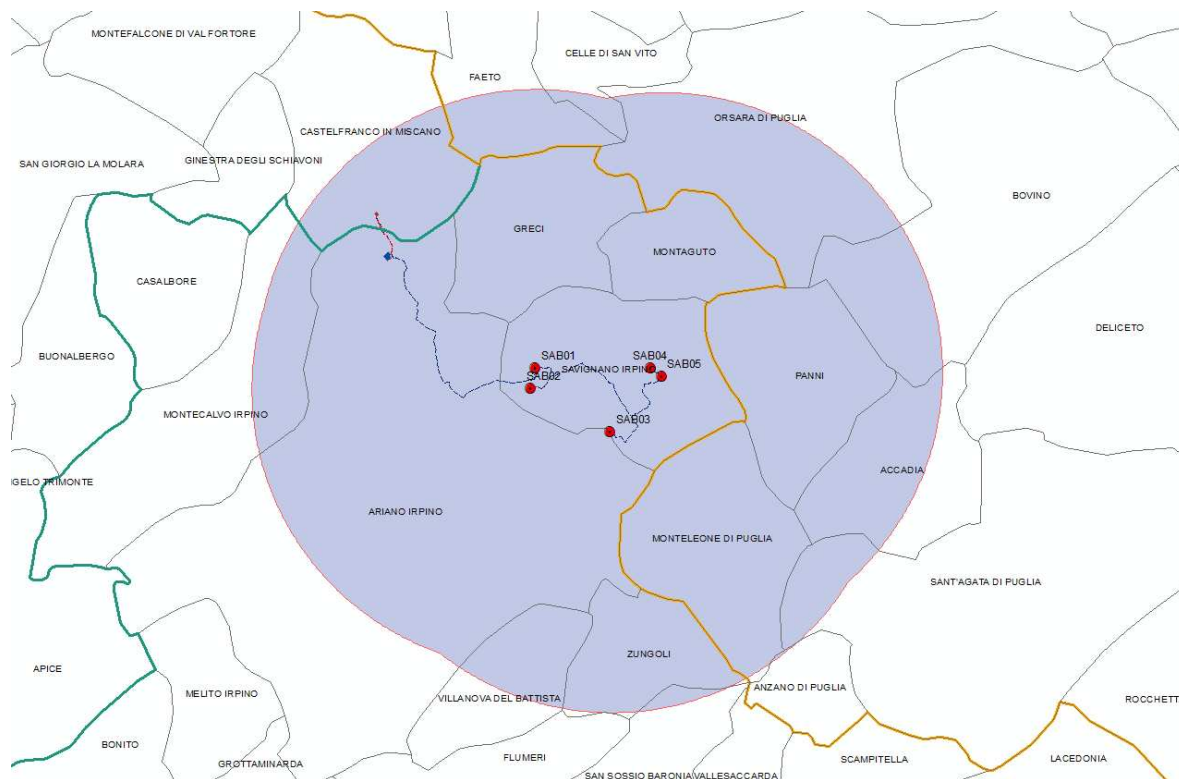 MONTEFALCONE DI VAL FORTORE
CELLE DI SAN VITO
FAETO
ORSARA DI PUGLIA
CASTELFRANCO IN MISCANO
SAN GIORGIO LA MOLARA
GINESTRA DEGLI SCHIAVONI
BOVINO
GRECI
MONTAGUTO
CASALBORE
DELICETO
BUONALBERGO
SAB01
SAB04
SAVIGNANO IRPINO
SAB05
PANNI
SAB02
MONTECALVO IRPINO
SAB03
ACCADIA
NGELO TRIMONTE
ARIANO IRPINO
MONTELEONE DI PUGLIA
SANT'AGATA DI PUGLIA
ZUNGOLI
APICE
MELITO IRPINO
VILLANOVA DEL BATTISTA
ANZANO DI PUGLIA
ROCCHETT
BONITO
FLUMERI
SCAMPITELLA
LACEDONIA
GROTTAMINARDA
SAN SOSSIO BARONIA
VALLESACCARDA